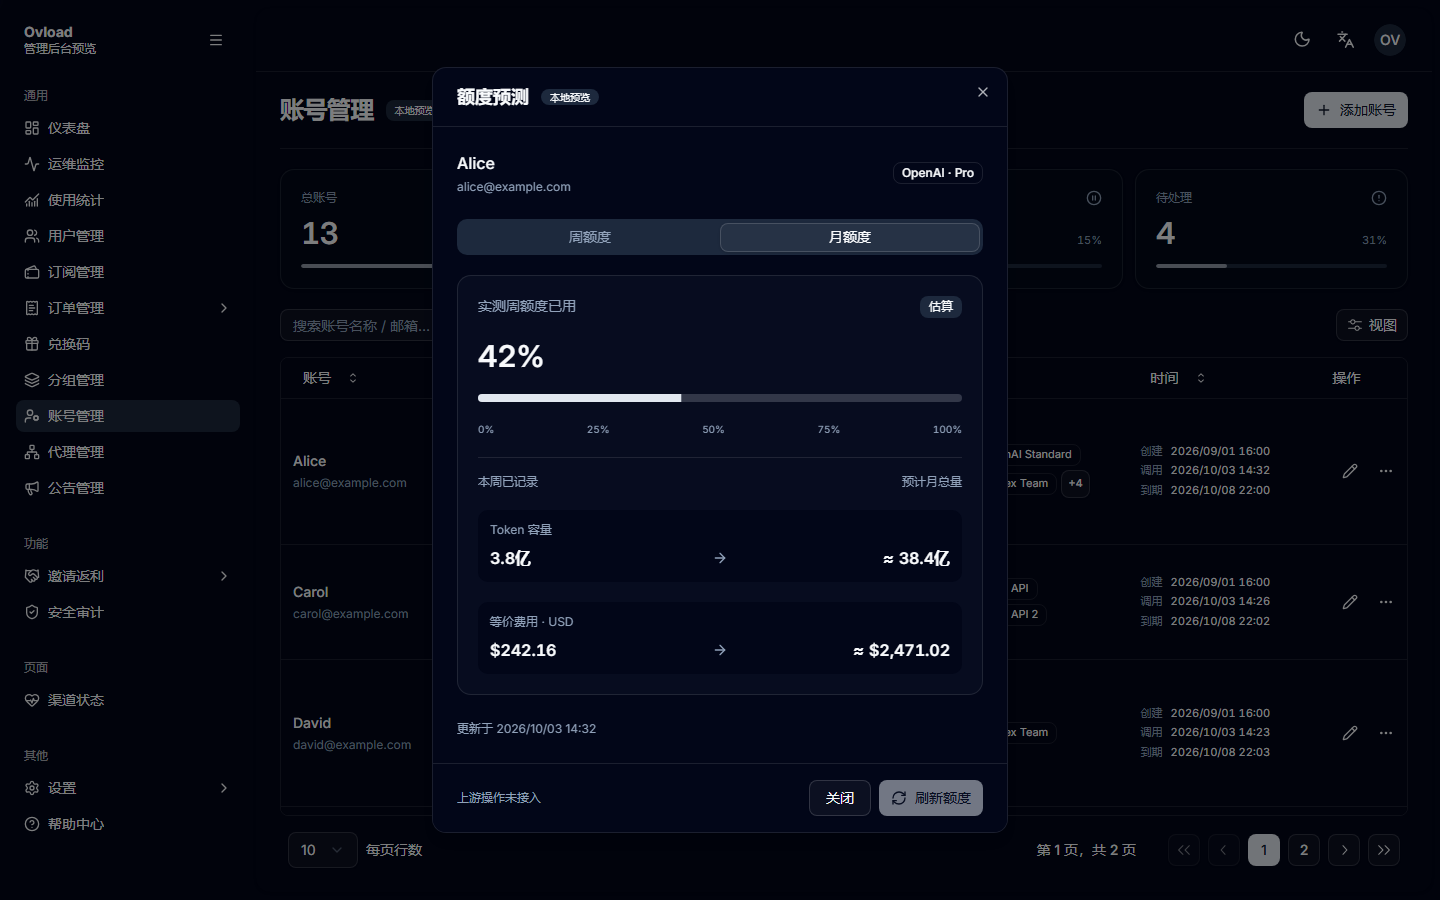 Ovload
管理后台预览
通用
仪表盘
运维监控
使用统计
用户管理
订阅管理
订单管理
兑换码
分组管理
账号管理
代理管理
公告管理
功能
邀请返利
安全审计
页面
渠道状态
其他
设置
帮助中心
OV
账号管理
本地预览
添加账号
总账号
13
15%
待处理
4
31%
搜索账号名称 / 邮箱...
视图
账号
时间
操作
Alice
alice@example.com
AI Standard
ex Team
+4
创建 2026/09/01 16:00
调用 2026/10/03 14:32
到期 2026/10/08 22:00
Carol
carol@example.com
API
API 2
创建 2026/09/01 16:00
调用 2026/10/03 14:26
到期 2026/10/08 22:02
David
david@example.com
ex Team
创建 2026/09/01 16:00
调用 2026/10/03 14:23
到期 2026/10/08 22:03
10
每页行数
第 1 页，共 2 页
1
2
额度预测
本地预览
Alice
alice@example.com
OpenAI · Pro
周额度
月额度
实测周额度已用
估算
42%
0% 25% 50% 75% 100%
本周已记录
预计月总量
Token 容量
3.8亿 → ≈ 38.4亿
等价费用 · USD
$242.16 → ≈ $2,471.02
更新于 2026/10/03 14:32
上游操作未接入
关闭
刷新额度